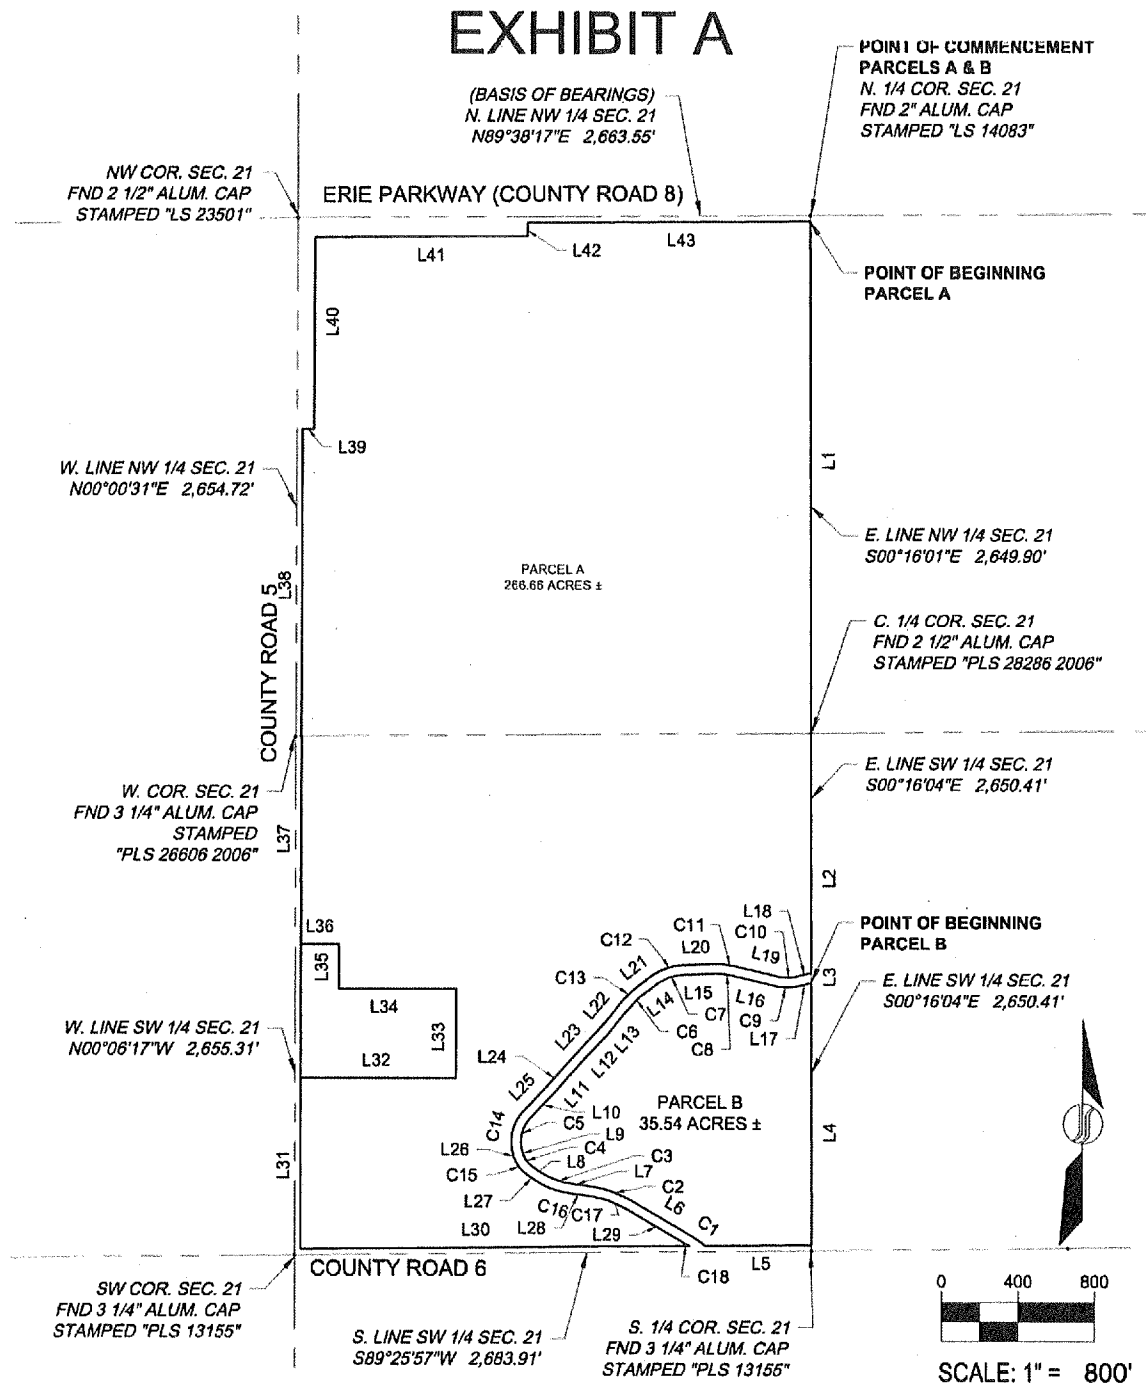 EXHIBIT A
POINT OF COMMENCEMENT
PARCELS A & B
N. 1/4 COR. SEC. 21
FND 2" ALUM. CAP
STAMPED "LS 14083"
(BASIS OF BEARINGS)
N. LINE NW 1/4 SEC. 21
N89°38'17"E 2,663.55'
NW COR. SEC. 21
FND 2 1/2" ALUM. CAP
STAMPED "LS 23501"
ERIE PARKWAY (COUNTY ROAD 8)
L41
L42
L43
POINT OF BEGINNING
PARCEL A
L40
L39
W. LINE NW 1/4 SEC. 21
N00°00'31"E 2,654.72'
L1
E. LINE NW 1/4 SEC. 21
S00°16'01"E 2,649.90'
PARCEL A
266.66 ACRES ±
L38
COUNTY ROAD 5
C. 1/4 COR. SEC. 21
FND 2 1/2" ALUM. CAP
STAMPED "PLS 28286 2006"
W. COR. SEC. 21
FND 3 1/4" ALUM. CAP
STAMPED
"PLS 26606 2006"
L37
E. LINE SW 1/4 SEC. 21
S00°16'04"E 2,650.41'
L2
L36
L35
L34
L33
L32
POINT OF BEGINNING
PARCEL B
L3
E. LINE SW 1/4 SEC. 21
S00°16'04"E 2,650.41'
W. LINE SW 1/4 SEC. 21
N00°06'17"W 2,655.31'
L18
C10
L19
C11
L20
C12
L21
C13
L22
L23
L24
L25
C14
L26
C15
L27
L28
C16
C17
L29
L15
L16
C9
L17
L14
C6
C7
C8
L13
L12
L11
L10
C5
L9
C4
L8
C3
L7
C2
L6
C1
PARCEL B
35.54 ACRES ±
L4
L31
L30
L5
C18
COUNTY ROAD 6
SW COR. SEC. 21
FND 3 1/4" ALUM. CAP
STAMPED "PLS 13155"
S. LINE SW 1/4 SEC. 21
S89°25'57"W 2,683.91'
S. 1/4 COR. SEC. 21
FND 3 1/4" ALUM. CAP
STAMPED "PLS 13155"
0 400 800
SCALE: 1" = 800'